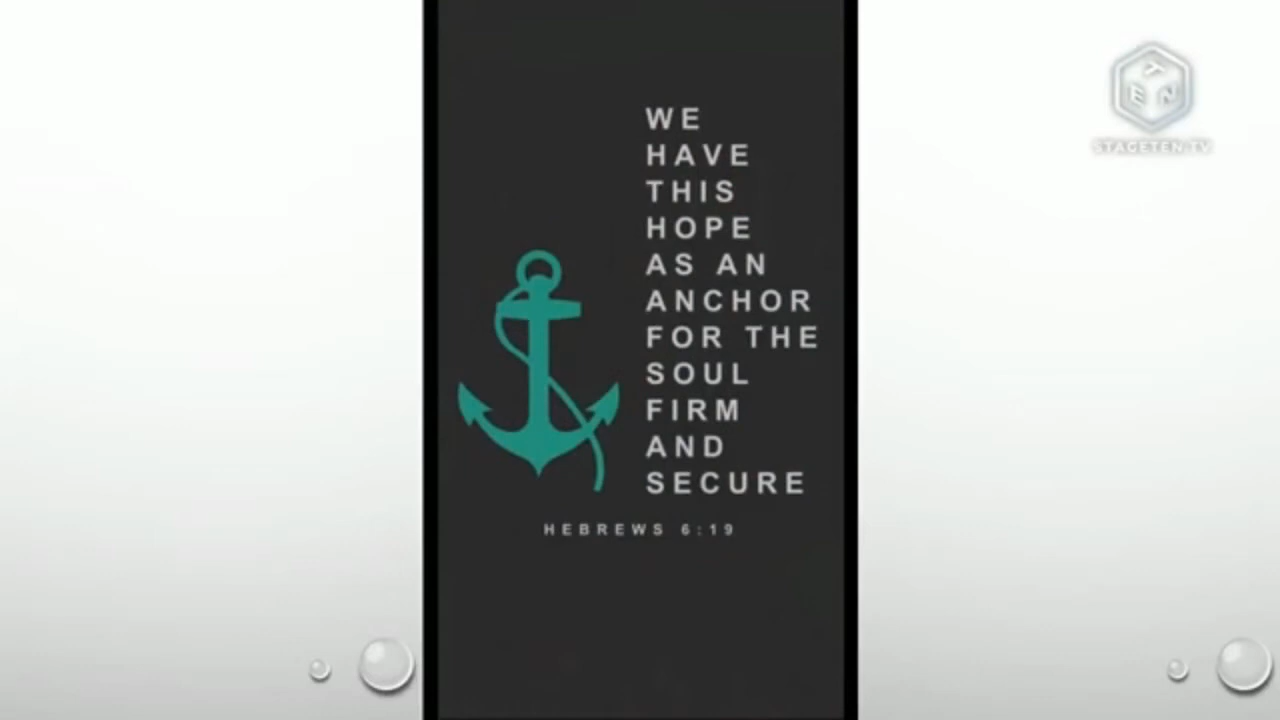 WE
HAVE
THIS
HOPE
AS AN
ANCHOR
FOR THE
SOUL
FIRM
AND
SECURE
HEBREWS 6:19
T
E N
STAGETEN.TV